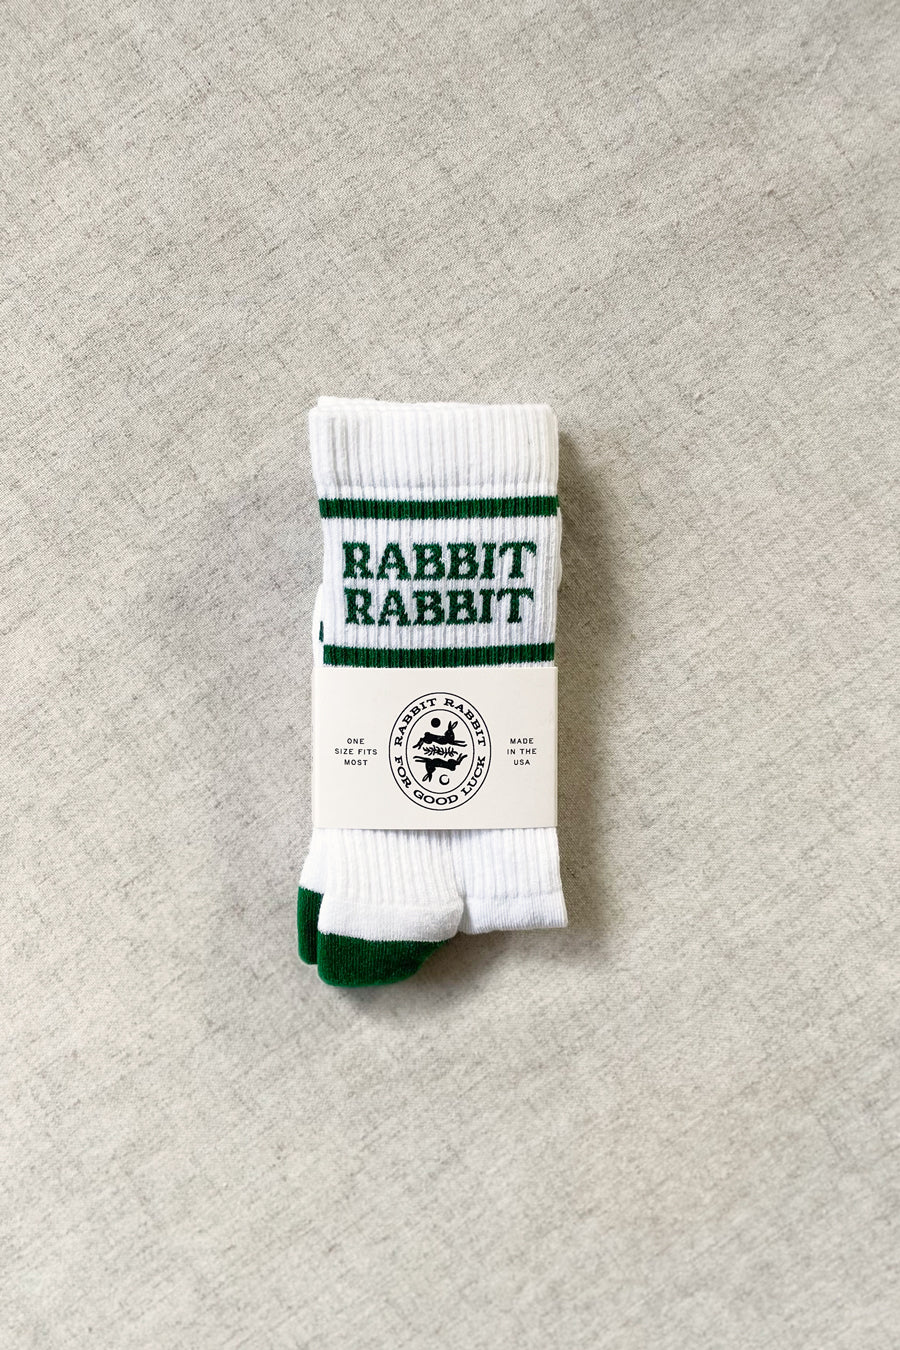 RABBIT
RABBIT
ONE
SIZE FITS
MOST
RABBIT RABBIT
FOR GOOD LUCK
MADE
IN THE
USA